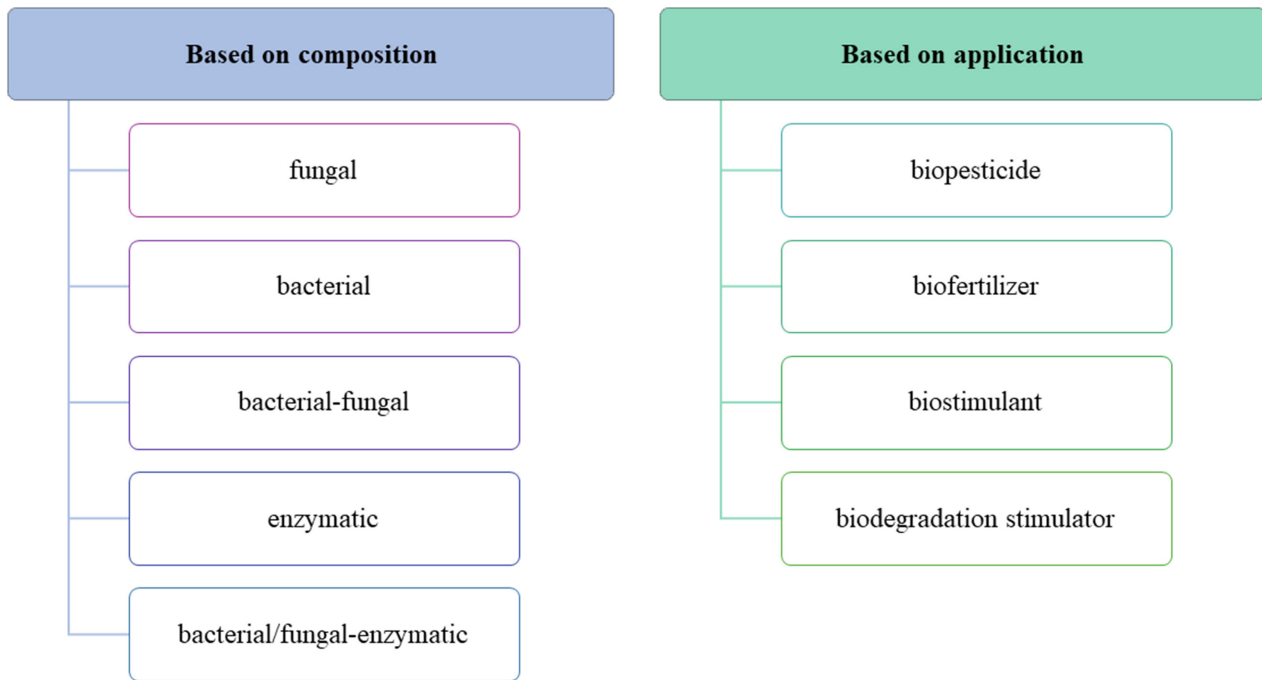 Based on composition
fungal
bacterial
bacterial-fungal
enzymatic
bacterial/fungal-enzymatic
Based on application
biopesticide
biofertilizer
biostimulant
biodegradation stimulator